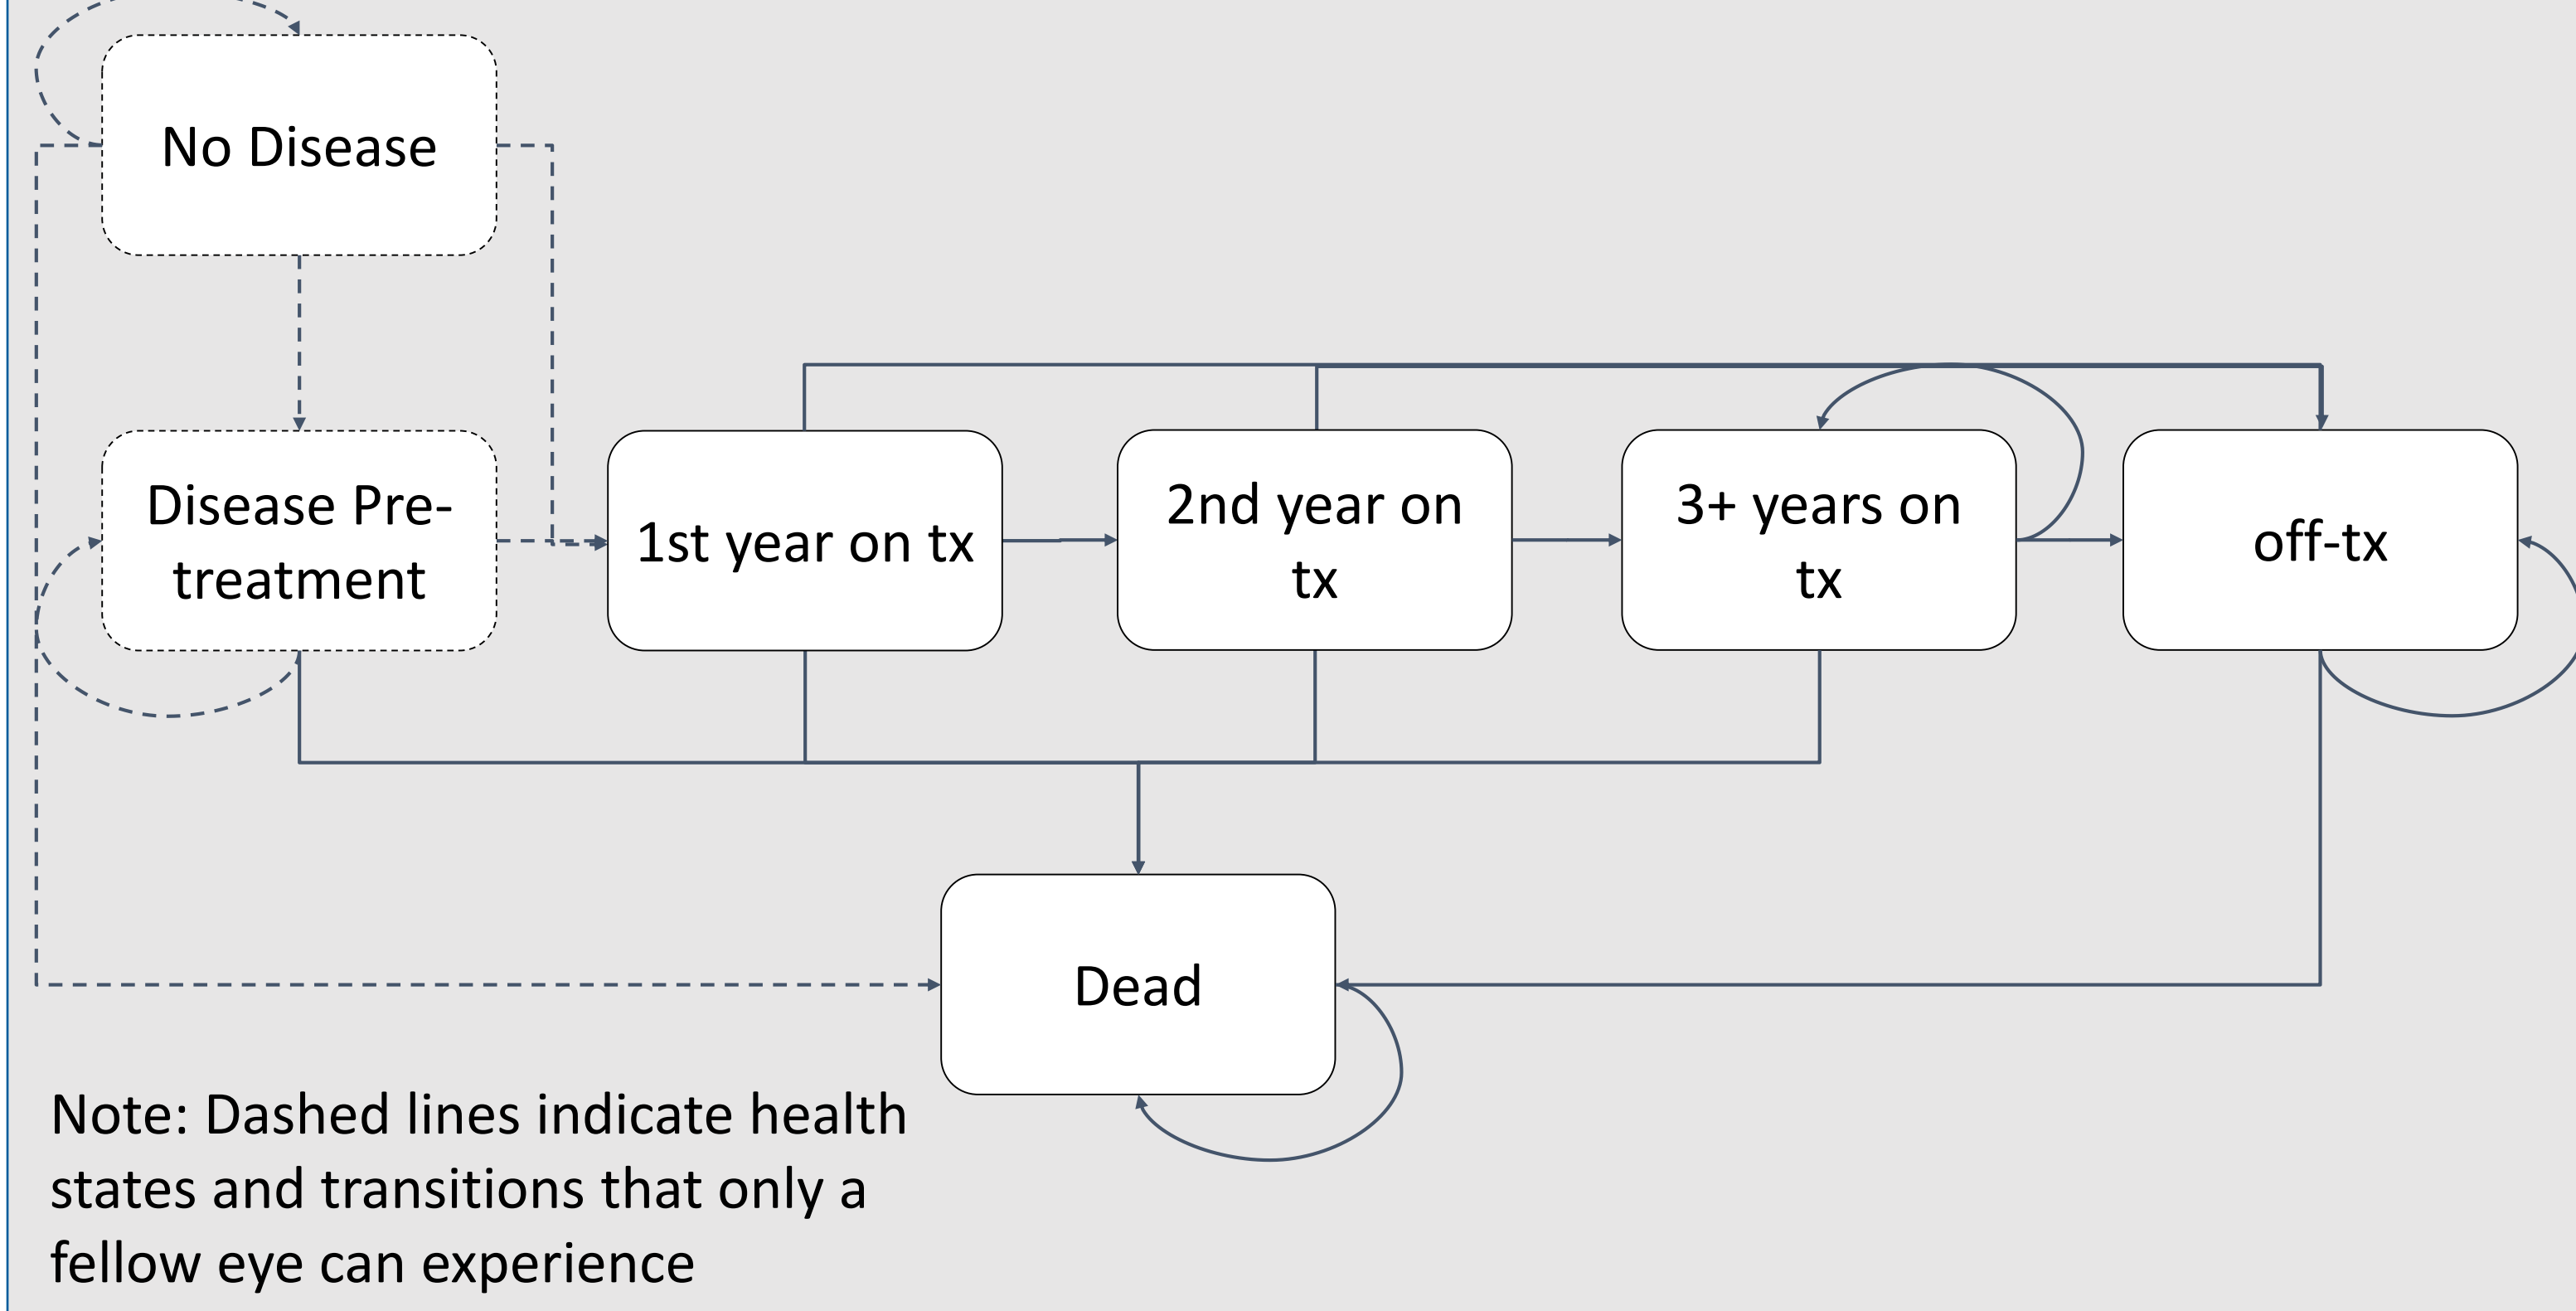 No Disease
Disease Pre-
treatment
1st year on tx
2nd year on
tx
3+ years on
tx
off-tx
Dead
Note: Dashed lines indicate health
states and transitions that only a
fellow eye can experience